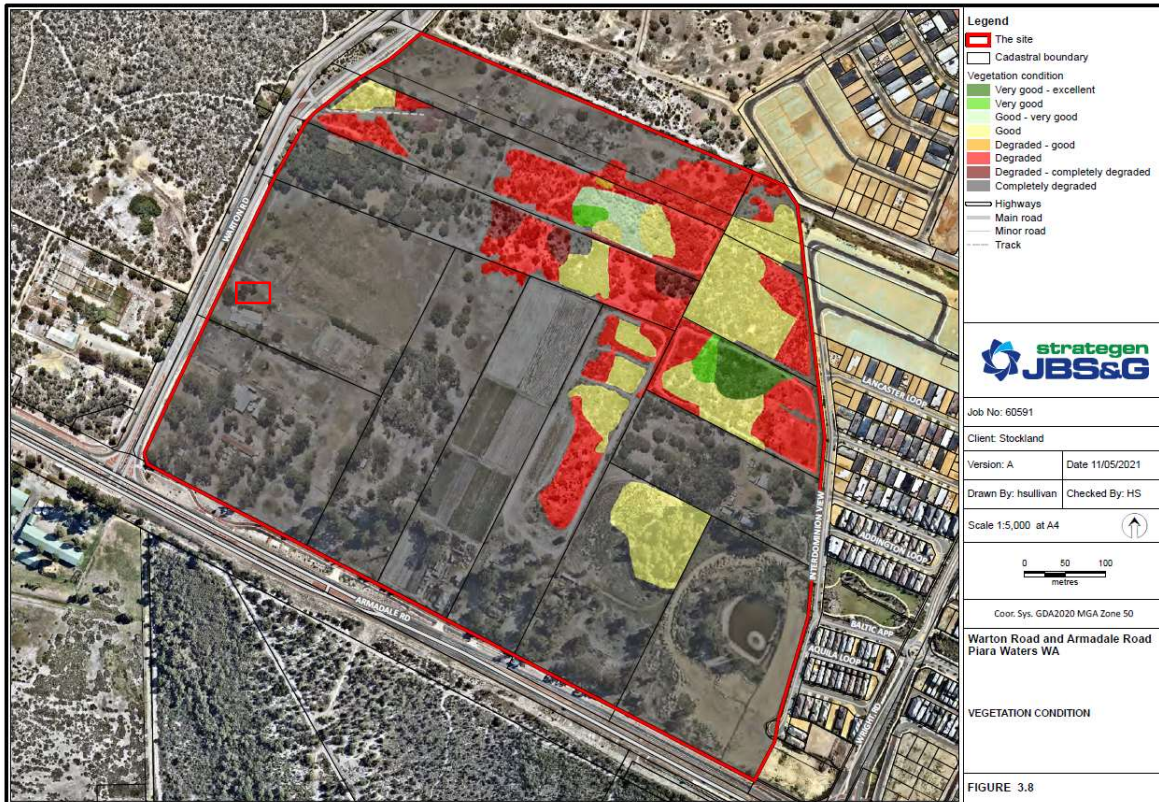 WARTON RD
ARMADALE RD
INTERDOMINION VIEW
LANCASTER LOOP
ADDINGTON LOOP
BALTIC APP
AQUILA LOOP
WRIGHT RD
Legend
The site
Cadastral boundary
Vegetation condition
Very good - excellent
Very good
Good - very good
Good
Degraded - good
Degraded
Degraded - completely degraded
Completely degraded
Highways
Main road
Minor road
Track
strategen
JBS&G
Job No: 60591
Client: Stockland
Version: A
Date 11/05/2021
Drawn By: hsullivan
Checked By: HS
Scale 1:5,000 at A4
0 50 100
metres
Coor. Sys. GDA2020 MGA Zone 50
Warton Road and Armadale Road
Piara Waters WA
VEGETATION CONDITION
FIGURE 3.8